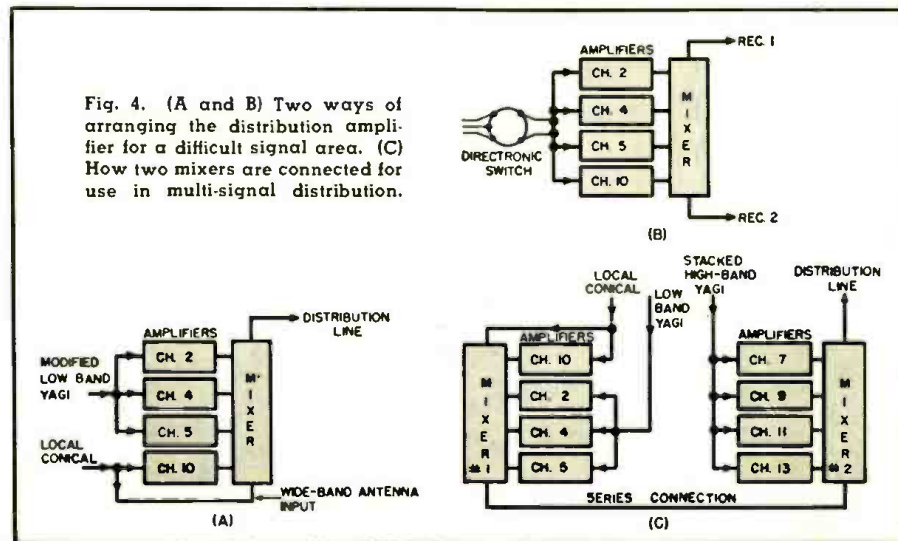 Fig. 4. (A and B) Two ways of
arranging the distribution ampli-
fier for a difficult signal area. (C)
How two mixers are connected for
use in multi-signal distribution.
REC. 1
AMPLIFIERS
CH. 2
CH. 4
CH. 5
CH. 10
MIXER
DIRECTRONIC
SWITCH
REC. 2
(B)
DISTRIBUTION
LINE
AMPLIFIERS
MODIFIED
LOW BAND
YAGI
CH. 2
CH. 4
CH. 5
CH. 10
MIXER
LOCAL
CONICAL
WIDE-BAND ANTENNA
INPUT
(A)
LOCAL
CONICAL
LOW
BAND
YAGI
STACKED
HIGH-BAND
YAGI
DISTRIBUTION
LINE
AMPLIFIERS
CH. 10
CH. 2
CH. 4
CH. 5
MIXER
#1
AMPLIFIERS
CH. 7
CH. 9
CH. 11
CH. 13
MIXER
#2
SERIES CONNECTION
(C)